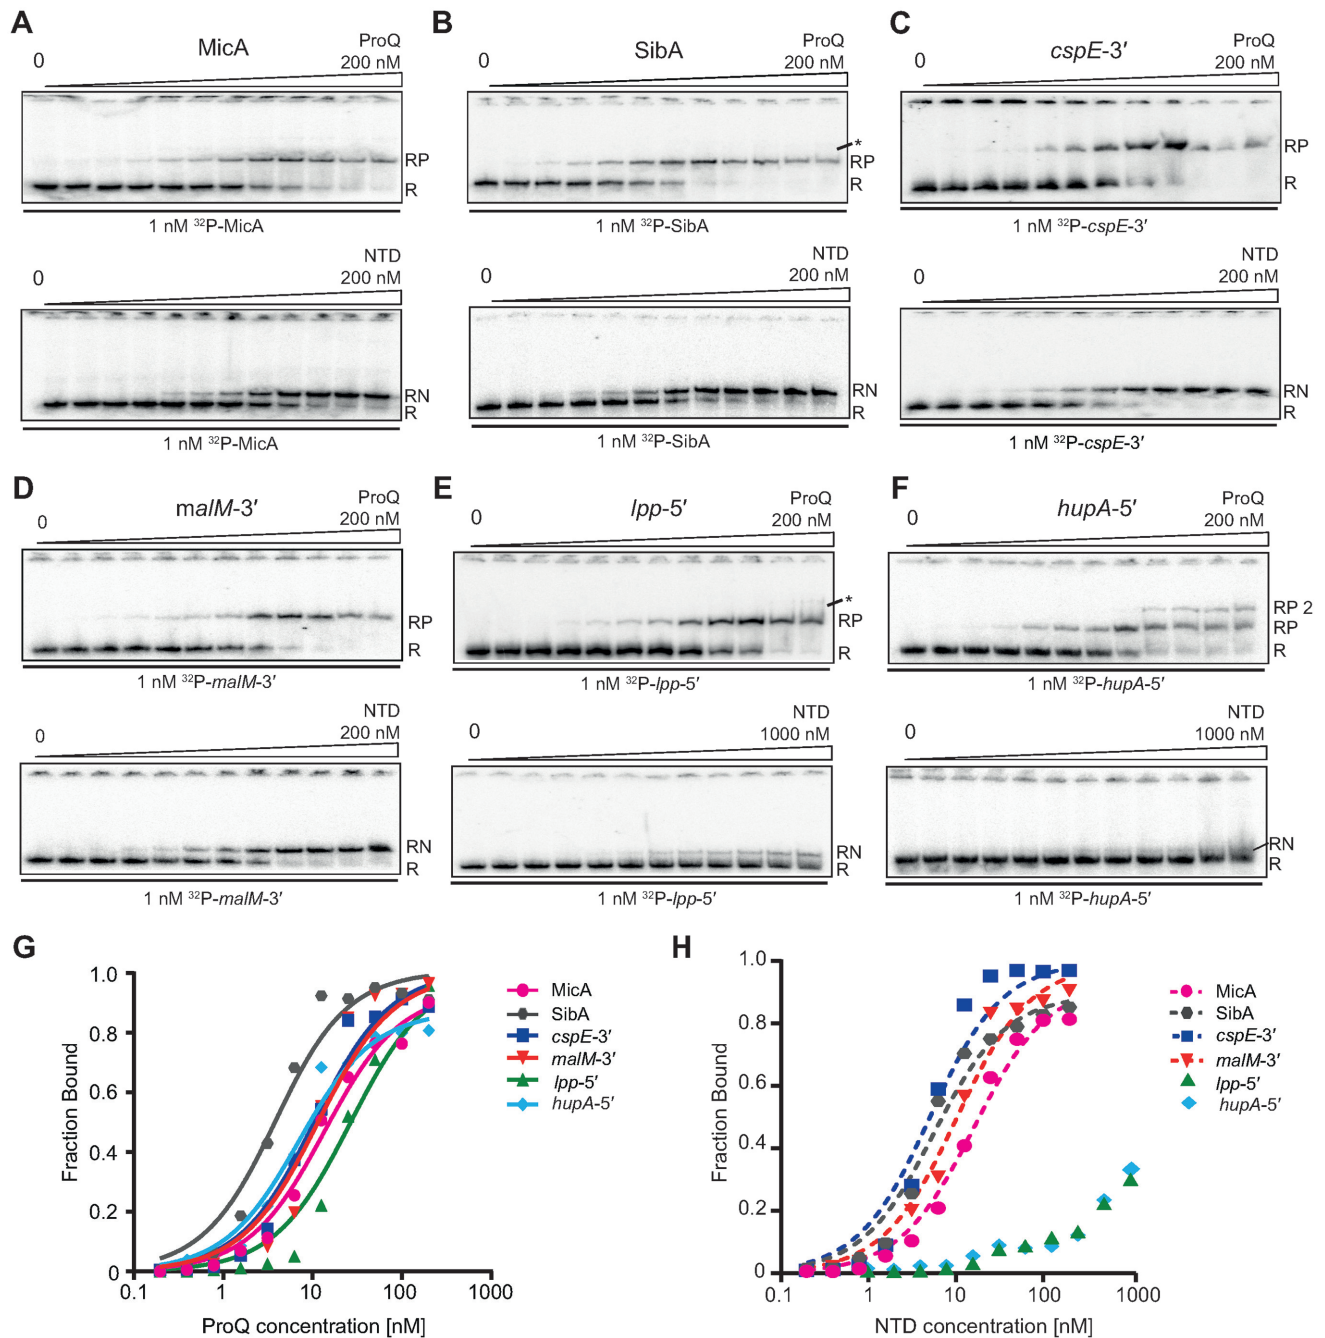 A MicA ProQ
0 200 nM
RP
R
1 nM 32P-MicA
NTD
0 200 nM
RN
R
1 nM 32P-MicA
B SibA ProQ
0 200 nM
*
RP
R
1 nM 32P-SibA
NTD
0 200 nM
RN
R
1 nM 32P-SibA
C cspE-3′ ProQ
0 200 nM
RP
R
1 nM 32P-cspE-3′
NTD
0 200 nM
RN
R
1 nM 32P-cspE-3′
D malM-3′ ProQ
0 200 nM
RP
R
1 nM 32P-malM-3′
NTD
0 200 nM
RN
R
1 nM 32P-malM-3′
E lpp-5′ ProQ
0 200 nM
*
RP
R
1 nM 32P-lpp-5′
NTD
0 1000 nM
RN
R
1 nM 32P-lpp-5′
F hupA-5′ ProQ
0 200 nM
RP 2
RP
R
1 nM 32P-hupA-5′
NTD
0 1000 nM
RN
R
1 nM 32P-hupA-5′
G
1.0
0.8
0.6
0.4
0.2
0
Fraction Bound
0.1 1 10 100 1000
ProQ concentration [nM]
MicA
SibA
cspE-3′
malM-3′
lpp-5′
hupA-5′
H
1.0
0.8
0.6
0.4
0.2
0
Fraction Bound
0.1 1 10 100 1000
NTD concentration [nM]
MicA
SibA
cspE-3′
malM-3′
lpp-5′
hupA-5′